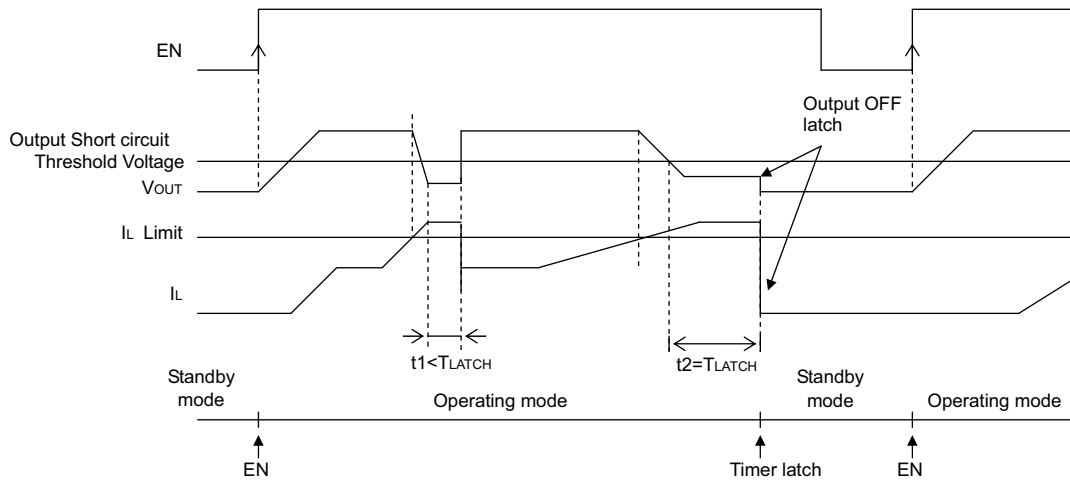 EN
Output OFF
latch
Output Short circuit
Threshold Voltage
VOUT
IL Limit
IL
t1<TLATCH
t2=TLATCH
Standby
mode
Operating mode
Standby
mode
Operating mode
EN
Timer latch
EN